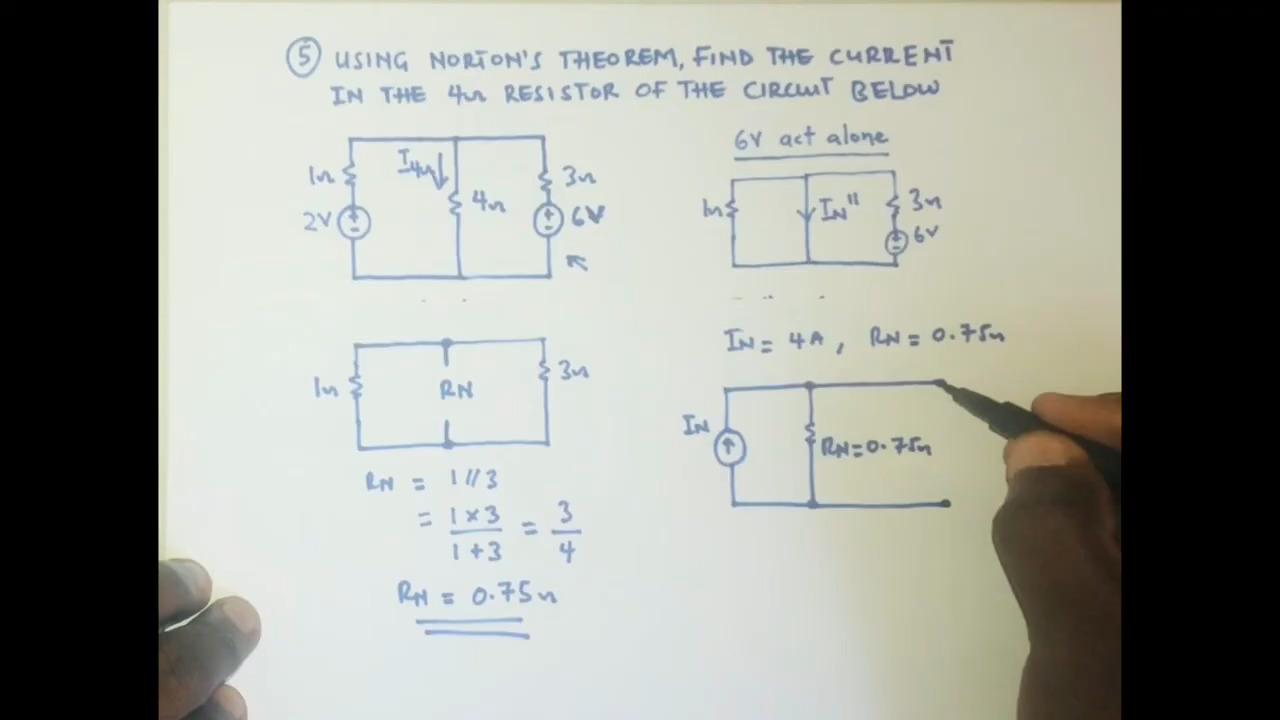 ⑤ USING NORTON'S THEOREM, FIND THE CURRENT
IN THE 4Ω RESISTOR OF THE CIRCUIT BELOW
1Ω
2V
I4Ω
4Ω
3Ω
6V
6V act alone
1Ω
IN"
3Ω
6V
1Ω
RN
3Ω
RN = 1//3
= 1×3 / 1+3 = 3/4
RN = 0.75Ω
IN = 4A, RN = 0.75Ω
IN
RN=0.75Ω